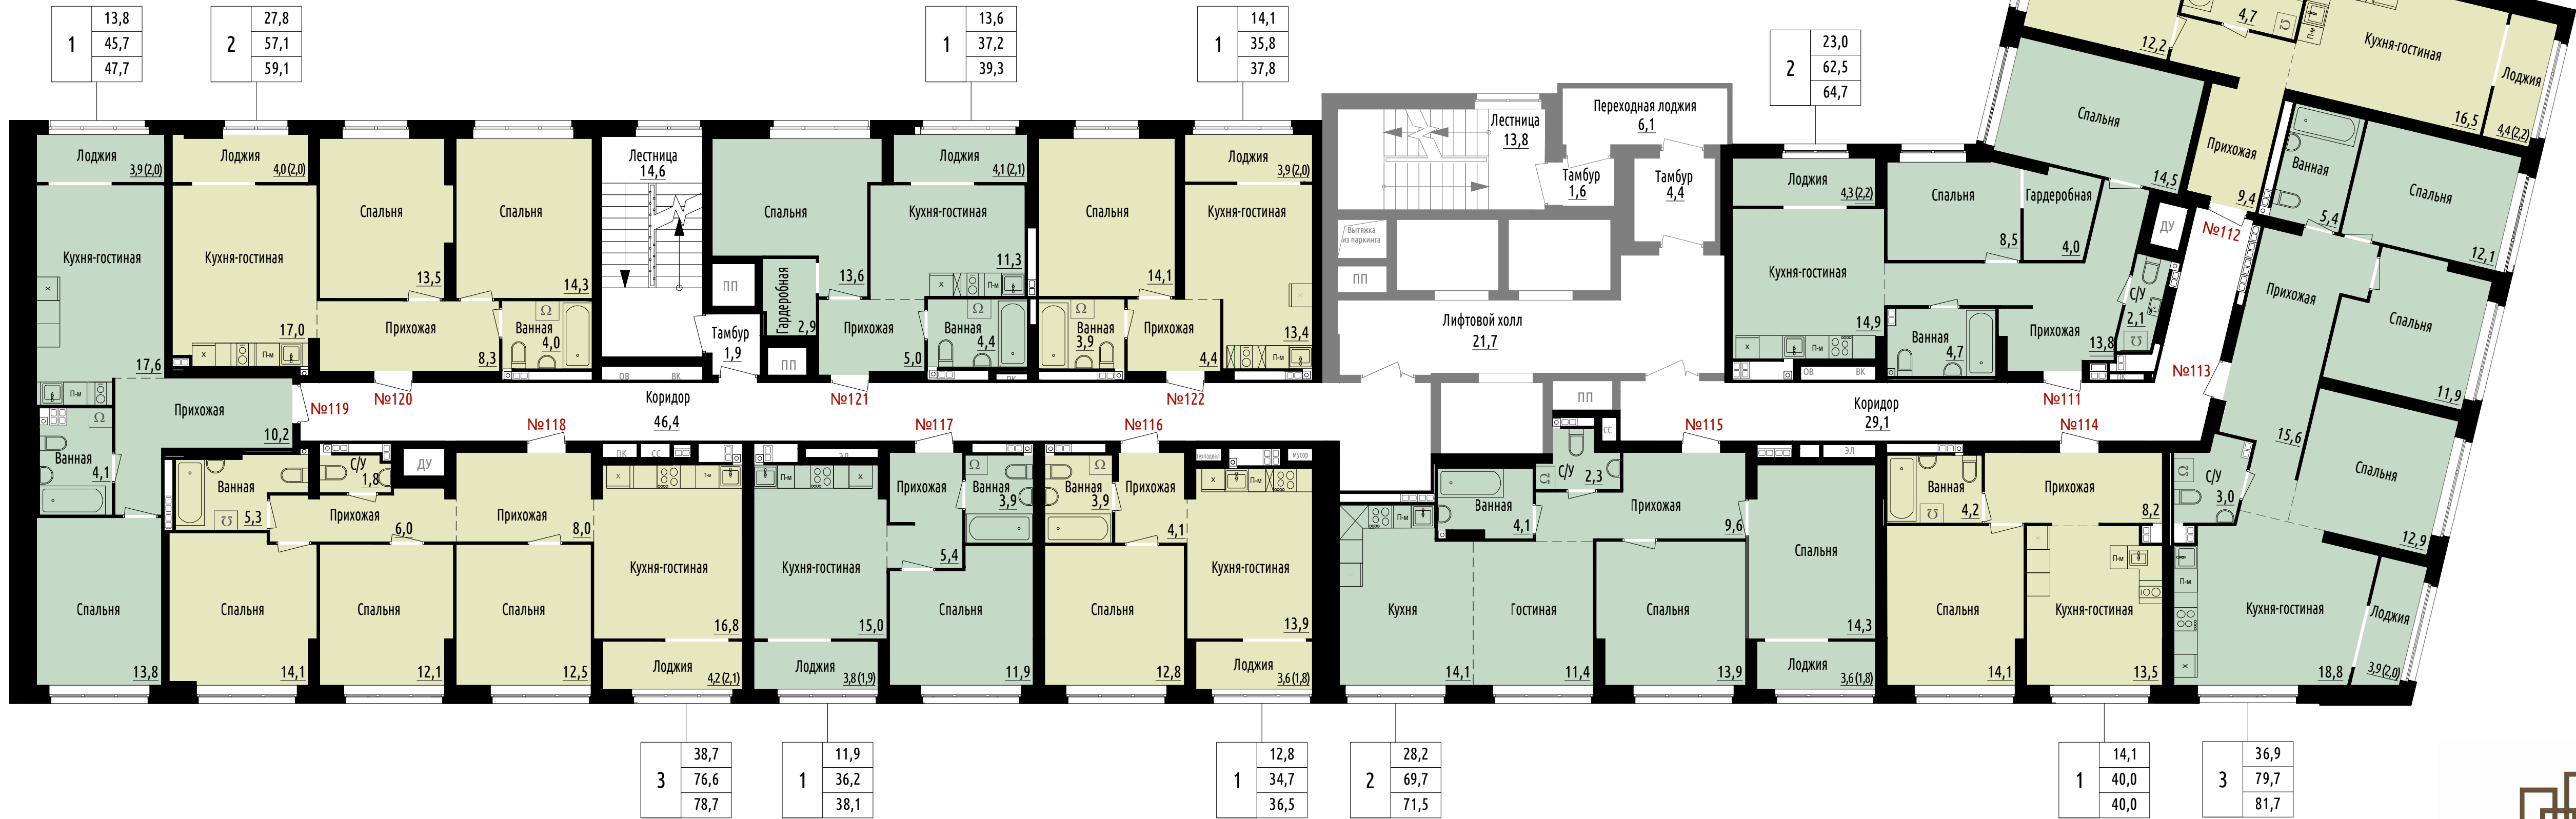 13,8
1
45,7
47,7
27,8
2
57,1
59,1
13,6
1
37,2
39,3
14,1
1
35,8
37,8
23,0
2
62,5
64,7
4,7
12,2
Кухня-гостиная
16,5
Лоджия
4,4 (2,2)
Прихожая
9,4
№112
Лоджия
3,9 (2,0)
Кухня-гостиная
17,6
П-м
X
Прихожая
10,2
№119
Ванная
4,1
Спальня
13,8
Лоджия
4,0 (2,0)
Кухня-гостиная
17,0
X
П-м
Спальня
13,5
Спальня
14,3
Прихожая
8,3
Ванная
4,0
№120
Лестница
14,6
Тамбур
1,9
ПП
ПП
ОВ
ВК
Спальня
13,6
Гардеробная
2,9
Лоджия
4,1 (2,1)
Кухня-гостиная
11,3
X
П-м
Прихожая
5,0
Ванная
4,4
№121
ПК
Спальня
14,1
Лоджия
3,9 (2,0)
Кухня-гостиная
13,4
П-м
Ванная
3,9
Прихожая
4,4
№122
Коридор
46,4
Лестница
13,8
Переходная лоджия
6,1
Тамбур
1,6
Тамбур
4,4
Вытяжка
из паркинга
ПП
Лифтовой холл
21,7
ПП
СС
Лоджия
4,3 (2,2)
Кухня-гостиная
14,9
X
П-м
Спальня
8,5
Гардеробная
4,0
Ванная
4,7
Прихожая
13,8
С/У
2,1
ОВ
ВК
ПК
№111
ДУ
Спальня
14,5
Коридор
29,1
№113
Ванная
5,4
Спальня
12,1
Прихожая
15,6
Спальня
11,9
Спальня
12,9
С/У
3,0
Кухня-гостиная
18,8
П-м
X
Лоджия
3,9 (2,0)
№118
Ванная
5,3
С/У
1,8
ДУ
Прихожая
6,0
Прихожая
8,0
Спальня
14,1
Спальня
12,1
Спальня
12,5
ПК
СС
X
П-м
Кухня-гостиная
16,8
Лоджия
4,2 (2,1)
№117
ЭЛ
П-м
X
Кухня-гостиная
15,0
Лоджия
3,8 (1,9)
Прихожая
5,4
Ванная
3,9
Спальня
11,9
№116
Ванная
3,9
Прихожая
4,1
мусор
X
П-м
Кухня-гостиная
13,9
Спальня
12,8
Лоджия
3,6 (1,8)
№115
П-м
Кухня
14,1
Ванная
4,1
С/У
2,3
Гостиная
11,4
Прихожая
9,6
Спальня
13,9
Спальня
14,3
Лоджия
3,6 (1,8)
ЭЛ
№114
Ванная
4,2
Прихожая
8,2
Спальня
14,1
П-м
Кухня-гостиная
13,5
38,7
3
76,6
78,7
11,9
1
36,2
38,1
12,8
1
34,7
36,5
28,2
2
69,7
71,5
14,1
1
40,0
40,0
36,9
3
79,7
81,7